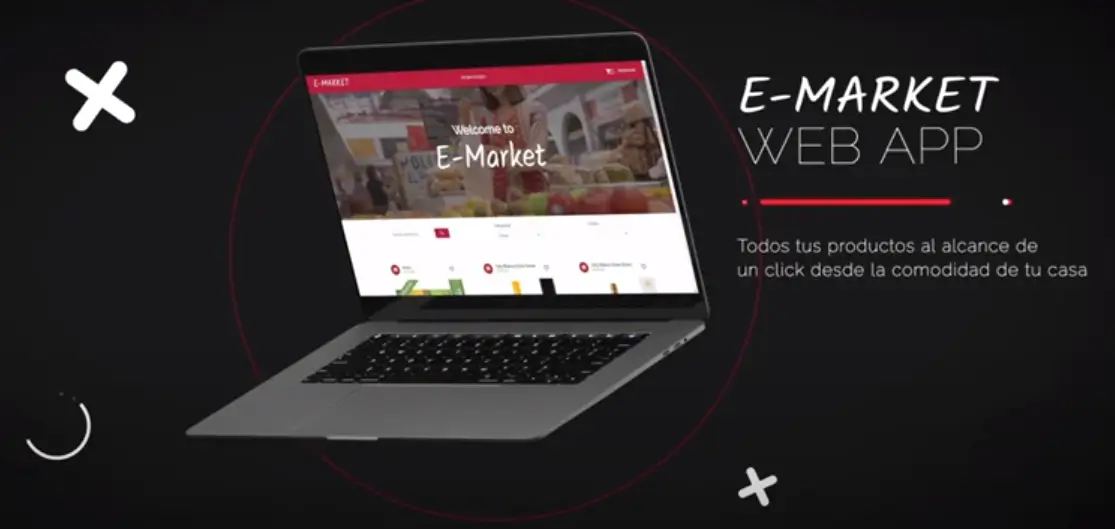 E-MARKET
Welcome to
E-Market
E-MARKET
WEB APP
Todos tus productos al alcance de
un click desde la comodidad de tu casa